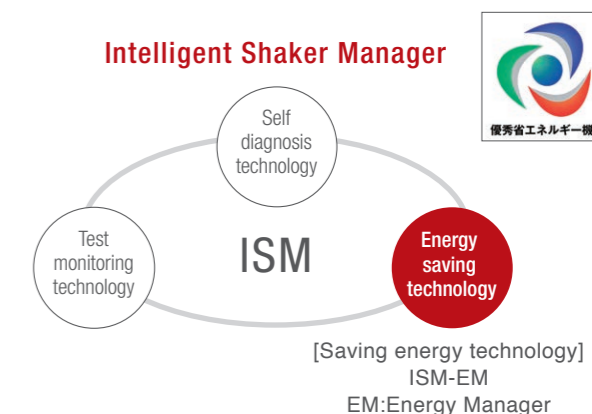 Intelligent Shaker Manager
優秀省エネルギー機
Self
diagnosis
technology
Test
monitoring
technology
ISM
Energy
saving
technology
[Saving energy technology]
ISM-EM
EM:Energy Manager